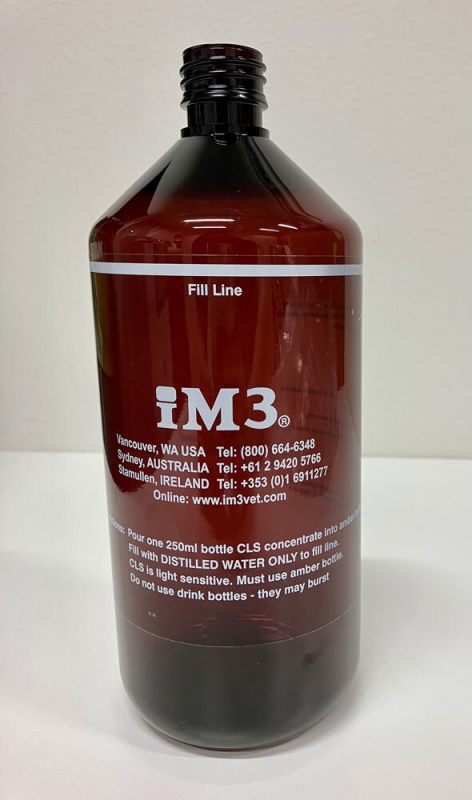 Fill Line
iM3®
Vancouver, WA USA Tel: (800) 664-6348
Sydney, AUSTRALIA Tel: +61 2 9420 5766
Stamullen, IRELAND Tel: +353 (0)1 6911277
Online: www.im3vet.com
Pour one 250ml bottle CLS concentrate into amber
Fill with DISTILLED WATER ONLY to fill line.
CLS is light sensitive. Must use amber bottle.
Do not use drink bottles - they may burst